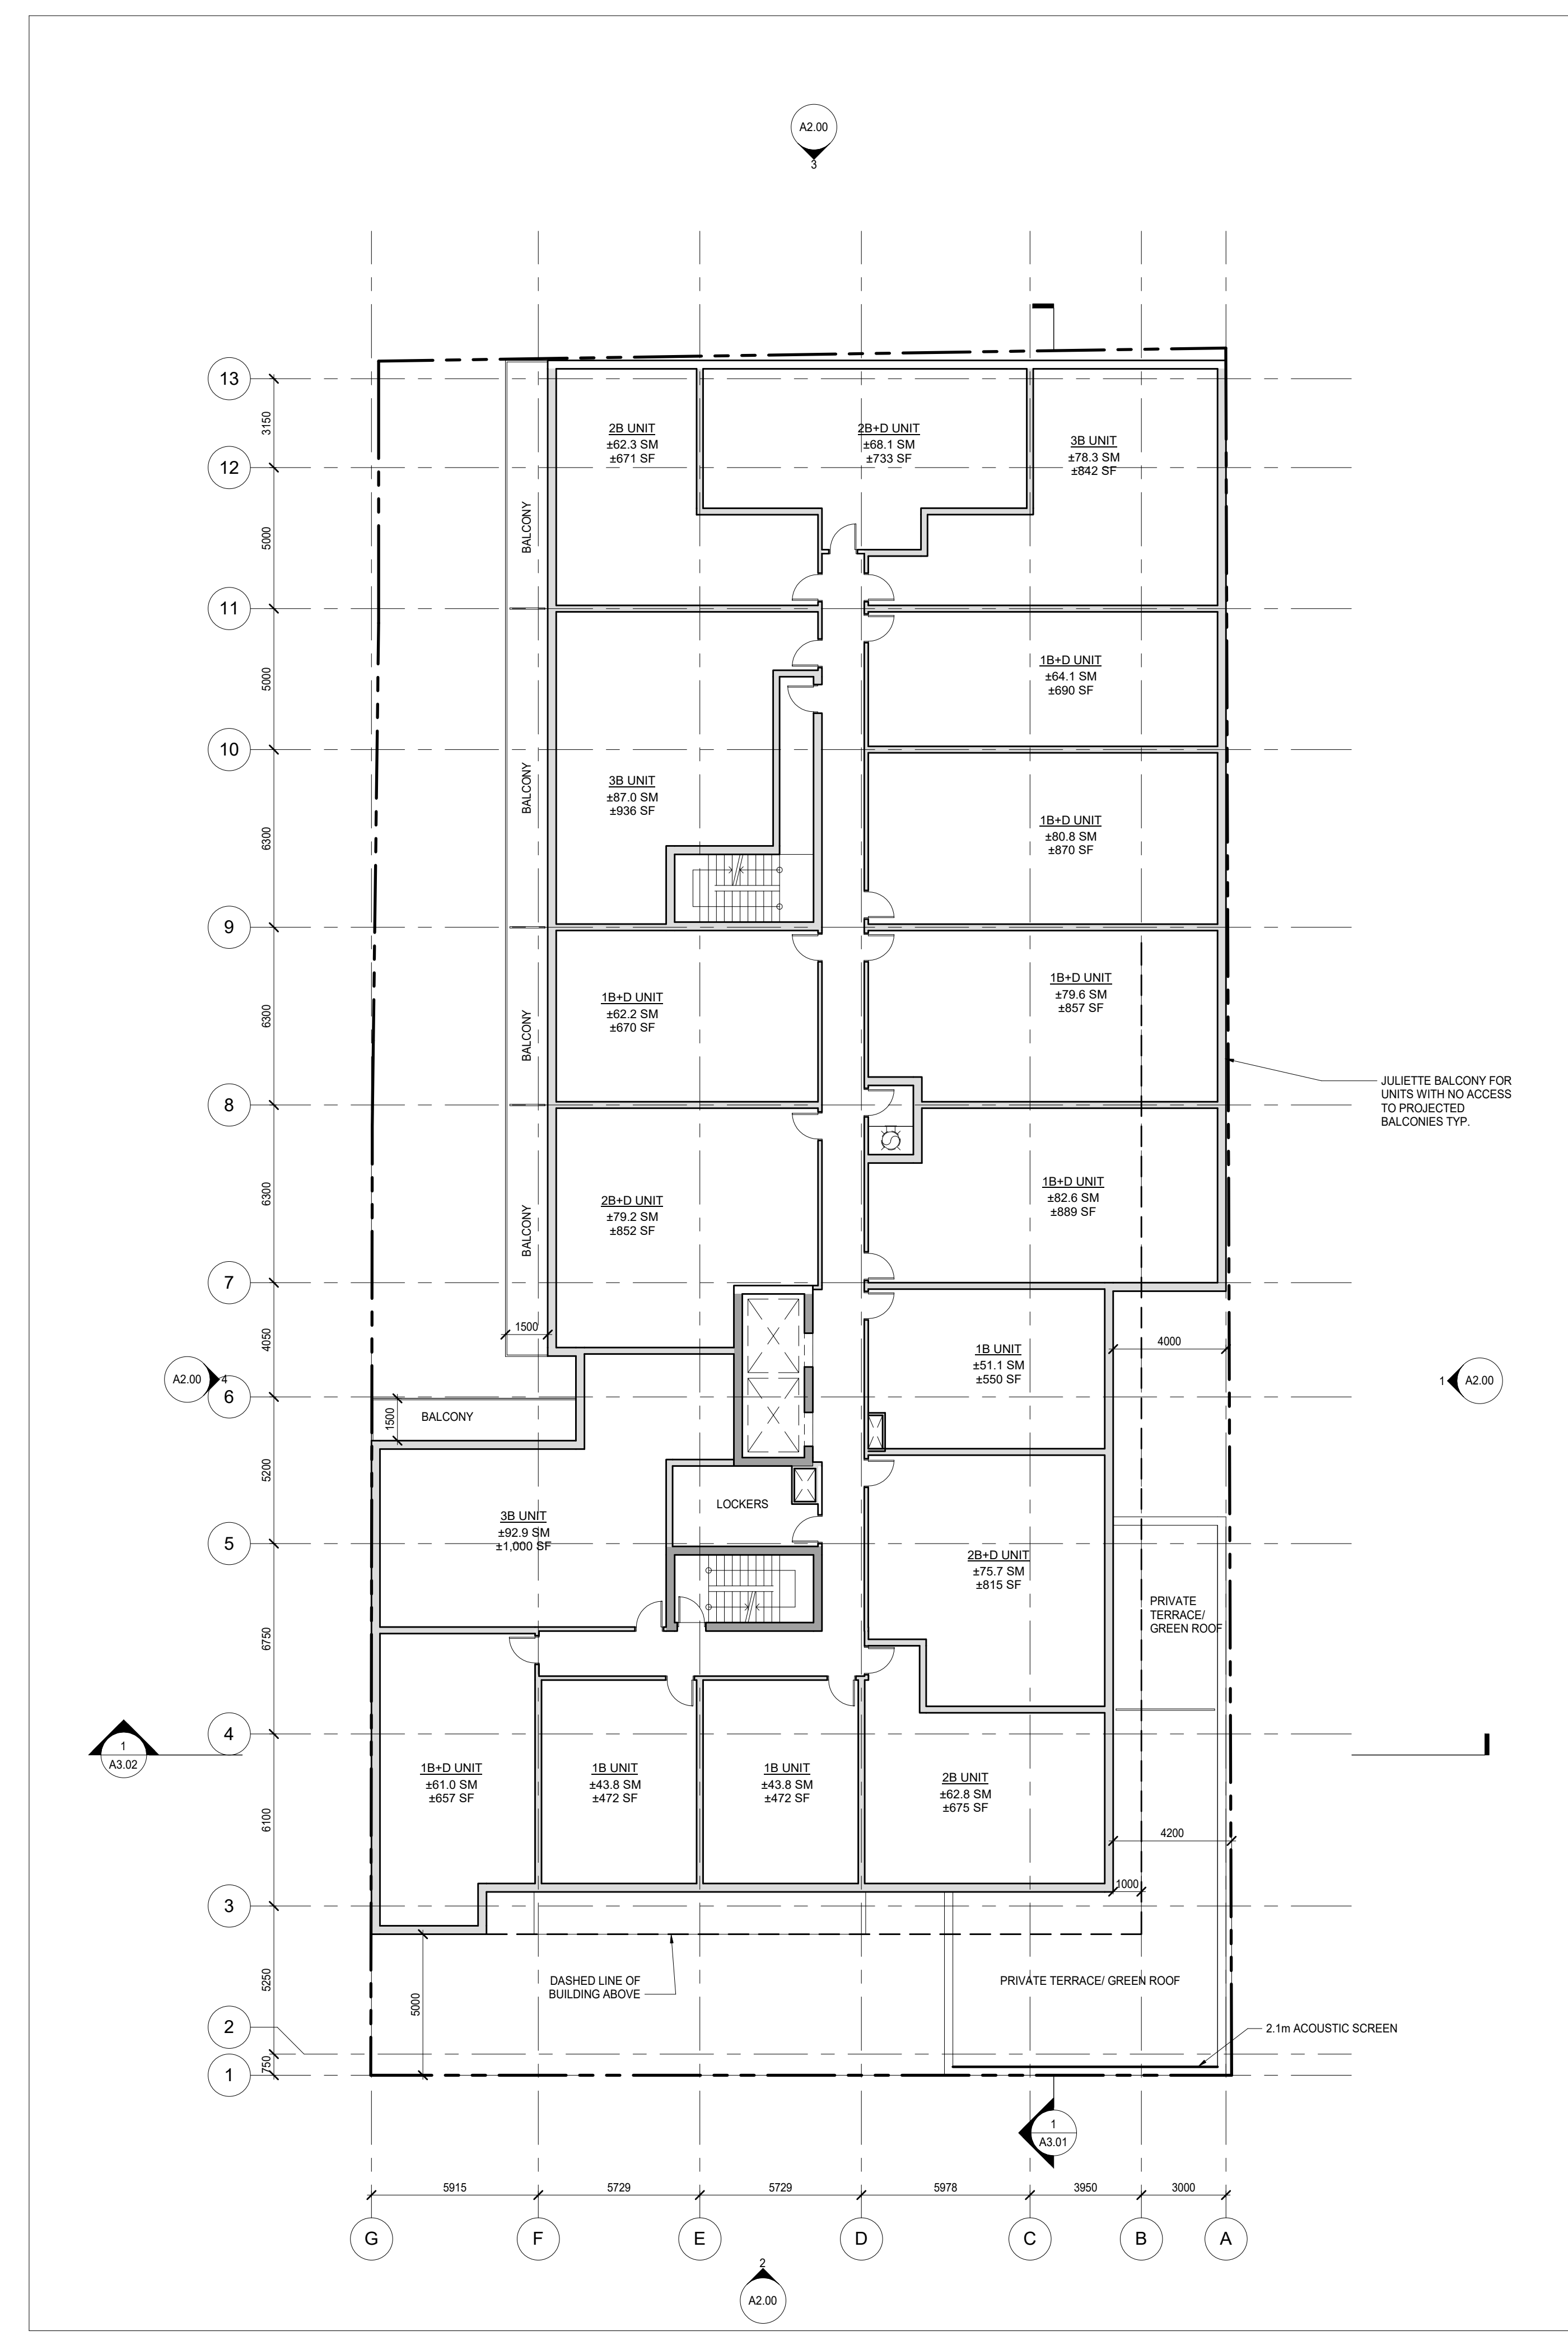 A2.00
3
13
3150
12
5000
11
5000
10
6300
9
6300
8
6300
7
4050
6
5200
5
6750
4
6100
3
5250
2
750
1
2B UNIT
±62.3 SM
±671 SF
2B+D UNIT
±68.1 SM
±733 SF
3B UNIT
±78.3 SM
±842 SF
BALCONY
1B+D UNIT
±64.1 SM
±690 SF
3B UNIT
±87.0 SM
±936 SF
BALCONY
1B+D UNIT
±80.8 SM
±870 SF
1B+D UNIT
±62.2 SM
±670 SF
BALCONY
1B+D UNIT
±79.6 SM
±857 SF
JULIETTE BALCONY FOR
UNITS WITH NO ACCESS
TO PROJECTED
BALCONIES TYP.
2B+D UNIT
±79.2 SM
±852 SF
BALCONY
1B+D UNIT
±82.6 SM
±889 SF
1500
1B UNIT
±51.1 SM
±550 SF
4000
A2.00
4
1
A2.00
1500
BALCONY
LOCKERS
3B UNIT
±92.9 SM
±1,000 SF
2B+D UNIT
±75.7 SM
±815 SF
PRIVATE
TERRACE/
GREEN ROOF
1
A3.02
1B+D UNIT
±61.0 SM
±657 SF
1B UNIT
±43.8 SM
±472 SF
1B UNIT
±43.8 SM
±472 SF
2B UNIT
±62.8 SM
±675 SF
4200
1000
5000
DASHED LINE OF
BUILDING ABOVE
PRIVATE TERRACE/ GREEN ROOF
2.1m ACOUSTIC SCREEN
1
A3.01
5915
5729
5729
5978
3950
3000
G
F
E
D
C
B
A
2
A2.00